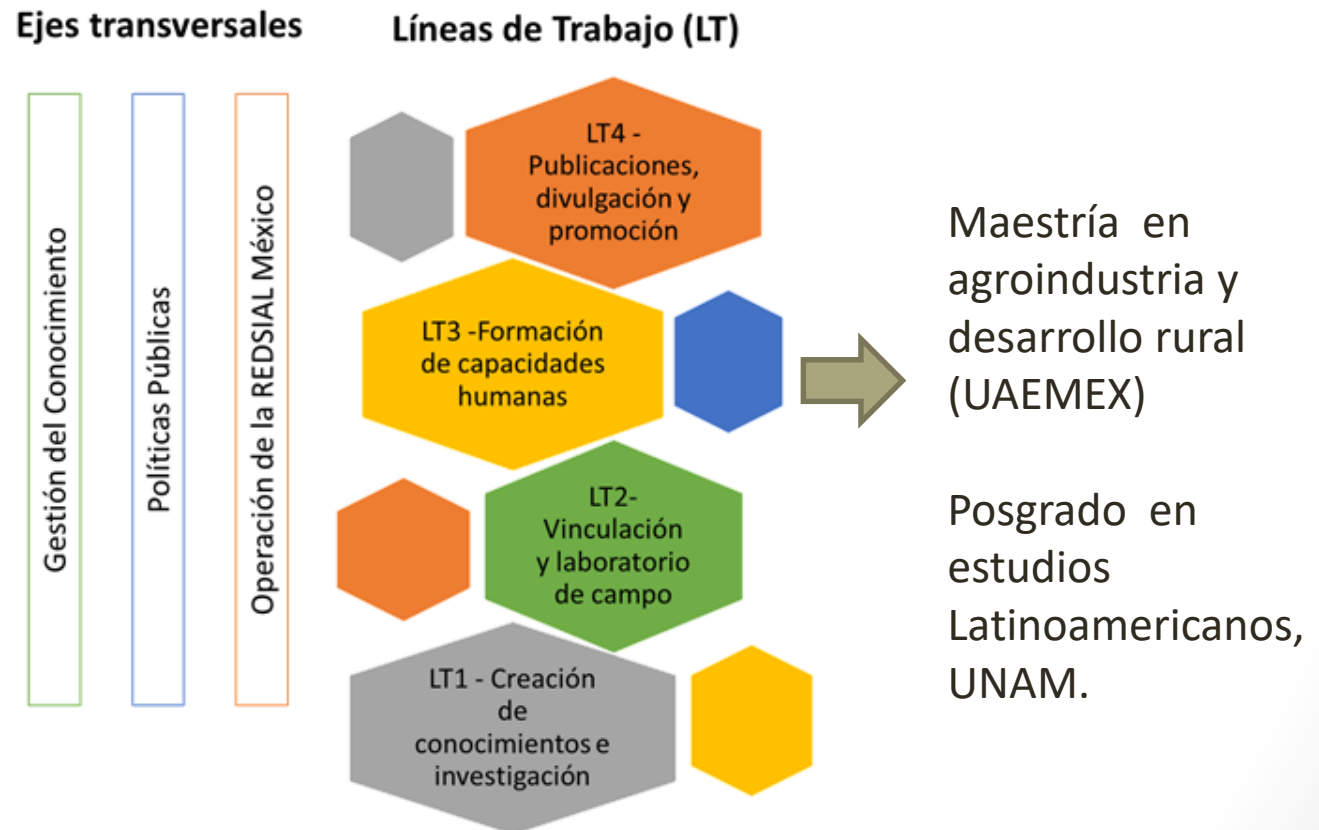 Ejes transversales
Líneas de Trabajo (LT)
Gestión del Conocimiento
Políticas Públicas
Operación de la REDSIAL México
LT4 -
Publicaciones,
divulgación y
promoción
LT3 -Formación
de capacidades
humanas
LT2-
Vinculación
y laboratorio
de campo
LT1 - Creación
de
conocimientos e
investigación
Maestría en
agroindustria y
desarrollo rural
(UAEMEX)
Posgrado en
estudios
Latinoamericanos,
UNAM.